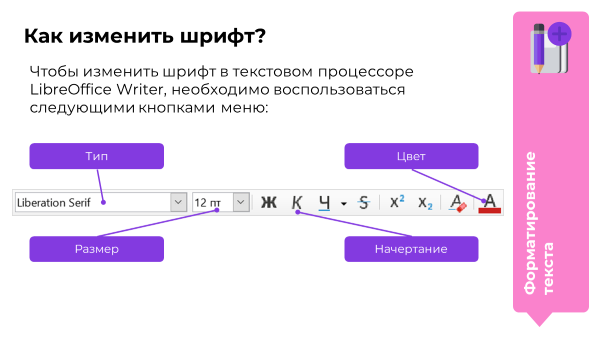 Как изменить шрифт?
Чтобы изменить шрифт в текстовом процессоре
LibreOffice Writer, необходимо воспользоваться
следующими кнопками меню:
Тип
Цвет
Liberation Serif
12 пт
Ж К Ч S X² X₂ A A
Размер
Начертание
Форматирование
текста